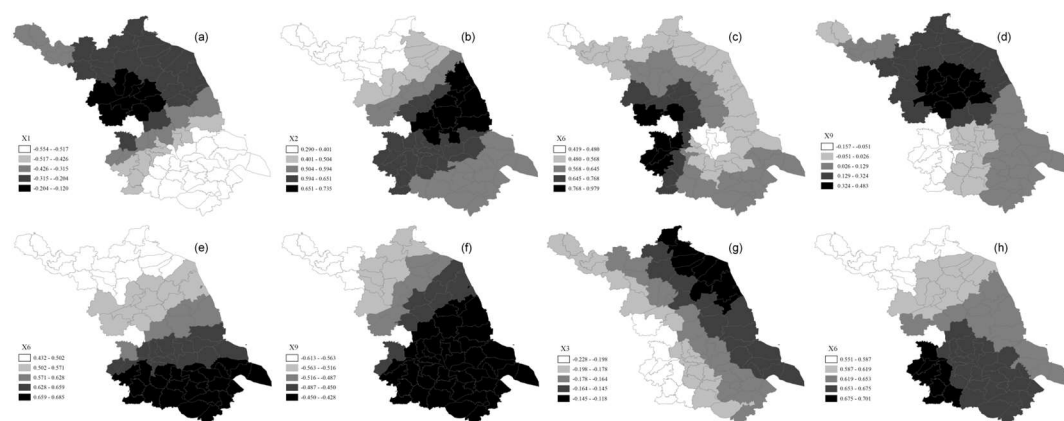 (a)
X1
-0.554 - -0.517
-0.517 - -0.426
-0.426 - -0.315
-0.315 - -0.204
-0.204 - -0.120
(b)
X2
0.290 - 0.401
0.401 - 0.504
0.504 - 0.594
0.594 - 0.651
0.651 - 0.735
(c)
X6
0.419 - 0.480
0.480 - 0.568
0.568 - 0.645
0.645 - 0.768
0.768 - 0.979
(d)
X9
-0.157 - -0.051
-0.051 - 0.026
0.026 - 0.129
0.129 - 0.324
0.324 - 0.483
(e)
X6
0.432 - 0.502
0.502 - 0.571
0.571 - 0.628
0.628 - 0.659
0.659 - 0.685
(f)
X9
-0.613 - -0.563
-0.563 - -0.516
-0.516 - -0.487
-0.487 - -0.450
-0.450 - -0.428
(g)
X3
-0.228 - -0.198
-0.198 - -0.178
-0.178 - -0.164
-0.164 - -0.145
-0.145 - -0.118
(h)
X6
0.551 - 0.587
0.587 - 0.619
0.619 - 0.653
0.653 - 0.675
0.675 - 0.701